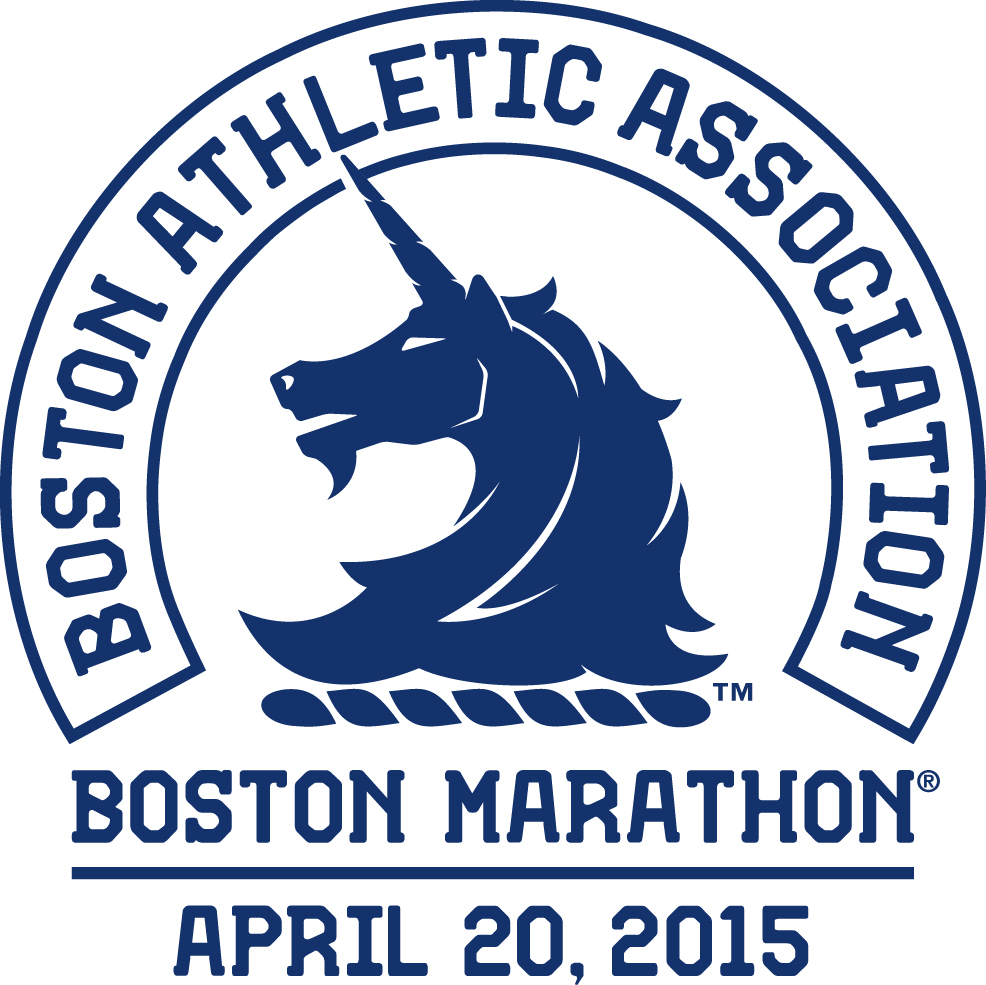 BOSTON ATHLETIC ASSOCIATION
TM
BOSTON MARATHON®
APRIL 20, 2015